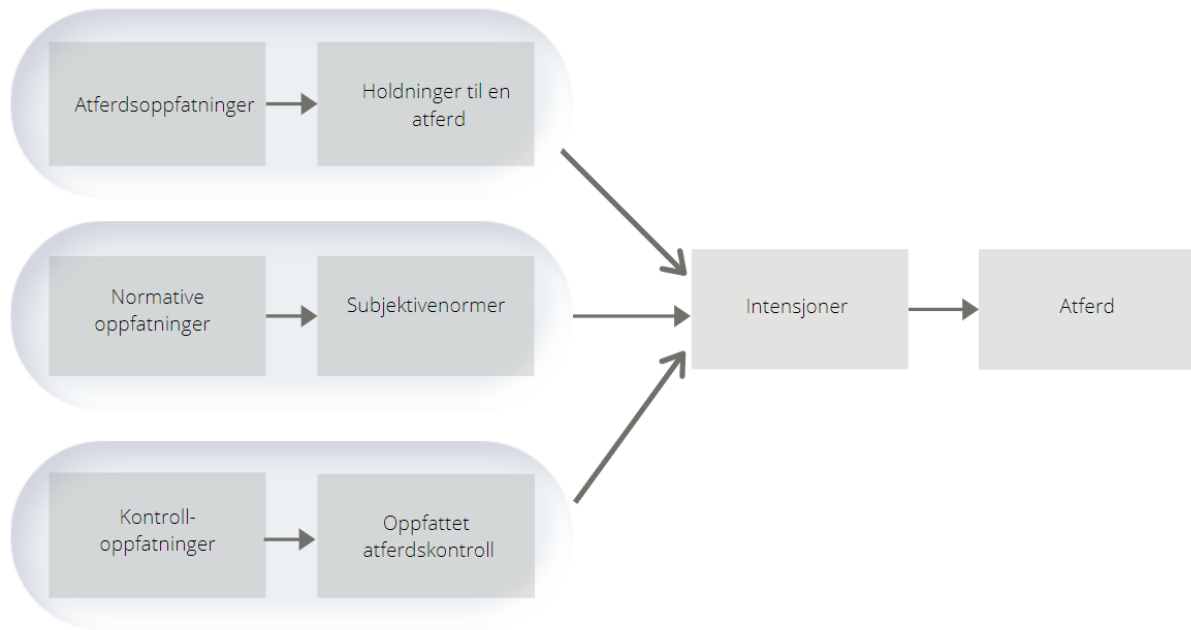 Atferdsoppfatninger
Holdninger til en
atferd
Normative
oppfatninger
Subjektivenormer
Kontroll-
oppfatninger
Oppfattet
atferdskontroll
Intensjoner
Atferd